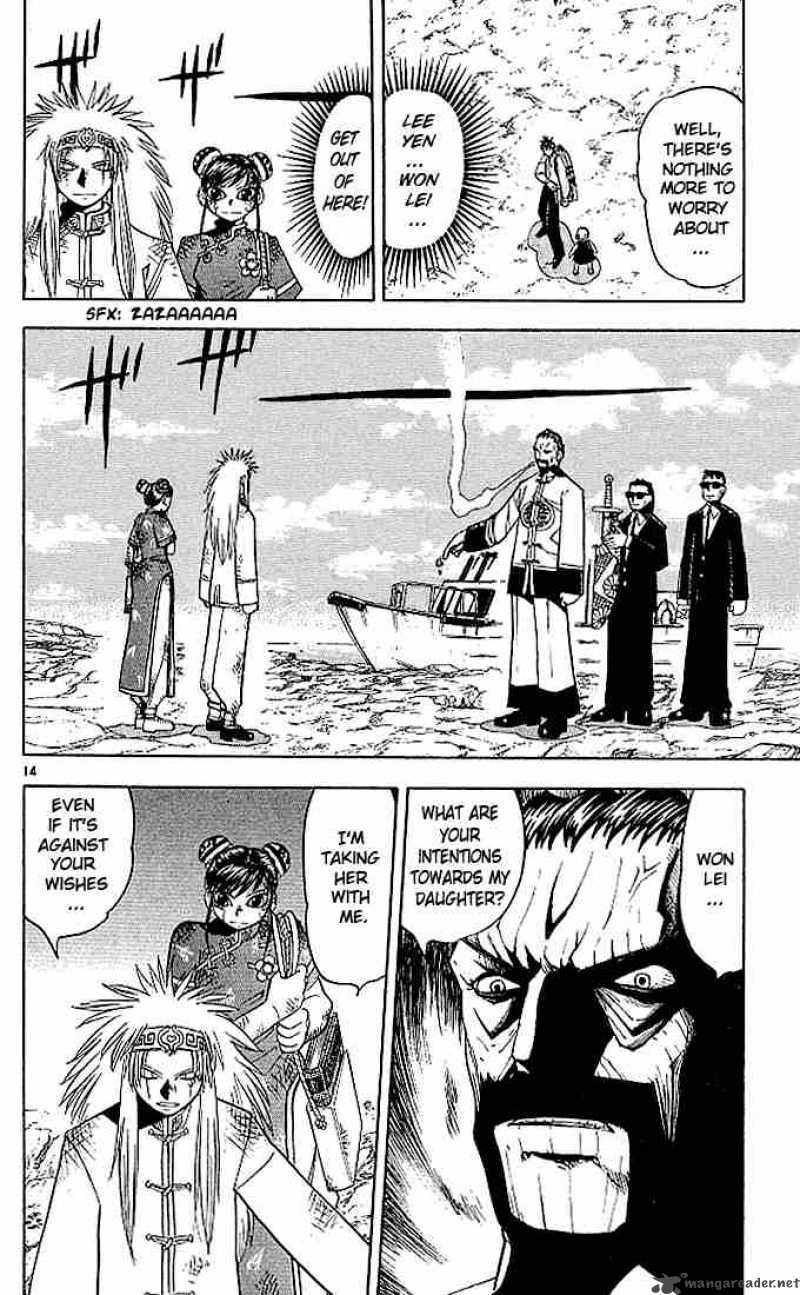 WELL,
THERE'S
NOTHING
MORE TO
WORRY
ABOUT
...
LEE
YEN
...
WON
LEI
...
GET
OUT
OF
HERE!
SFX: ZAZAAAAAA
14
WON
LEI
...
WHAT ARE
YOUR
INTENTIONS
TOWARDS MY
DAUGHTER?
I'M
TAKING
HER
WITH
ME.
EVEN
IF IT'S
AGAINST
YOUR
WISHES
...
mangareader.net